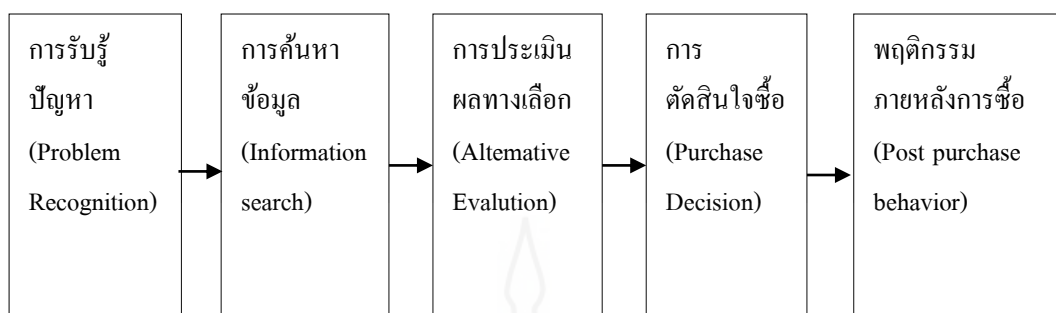 การรับรู้
ปัญหา
(Problem
Recognition)
การค้นหา
ข้อมูล
(Information
search)
การประเมิน
ผลทางเลือก
(Altemative
Evalution)
การ
ตัดสินใจซื้อ
(Purchase
Decision)
พฤติกรรม
ภายหลังการซื้อ
(Post purchase
behavior)